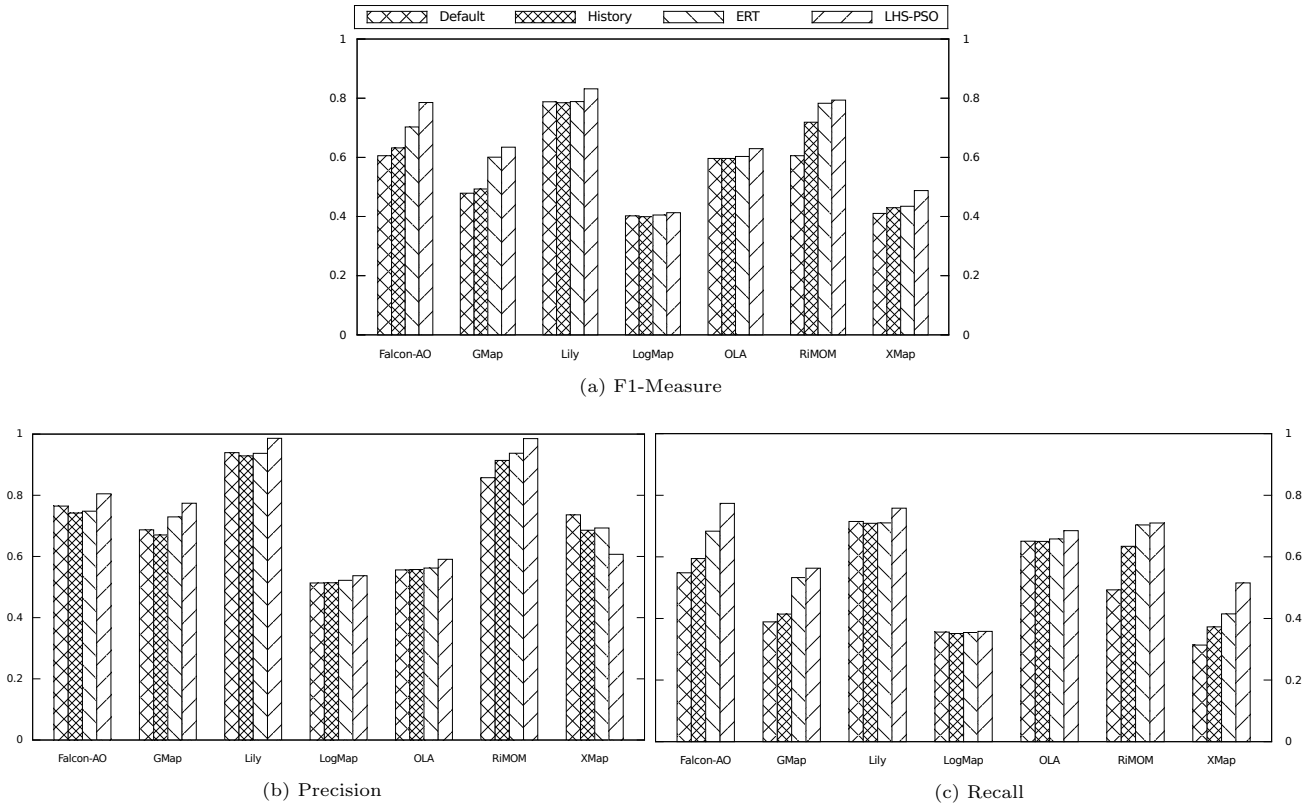 Default History ERT LHS-PSO
1 1
0.8 0.8
0.6 0.6
0.4 0.4
0.2 0.2
0 0
Falcon-AO GMap Lily LogMap OLA RiMOM XMap
(a) F1-Measure
1 1
0.8 0.8
0.6 0.6
0.4 0.4
0.2 0.2
0 0
Falcon-AO GMap Lily LogMap OLA RiMOM XMap Falcon-AO GMap Lily LogMap OLA RiMOM XMap
(b) Precision (c) Recall